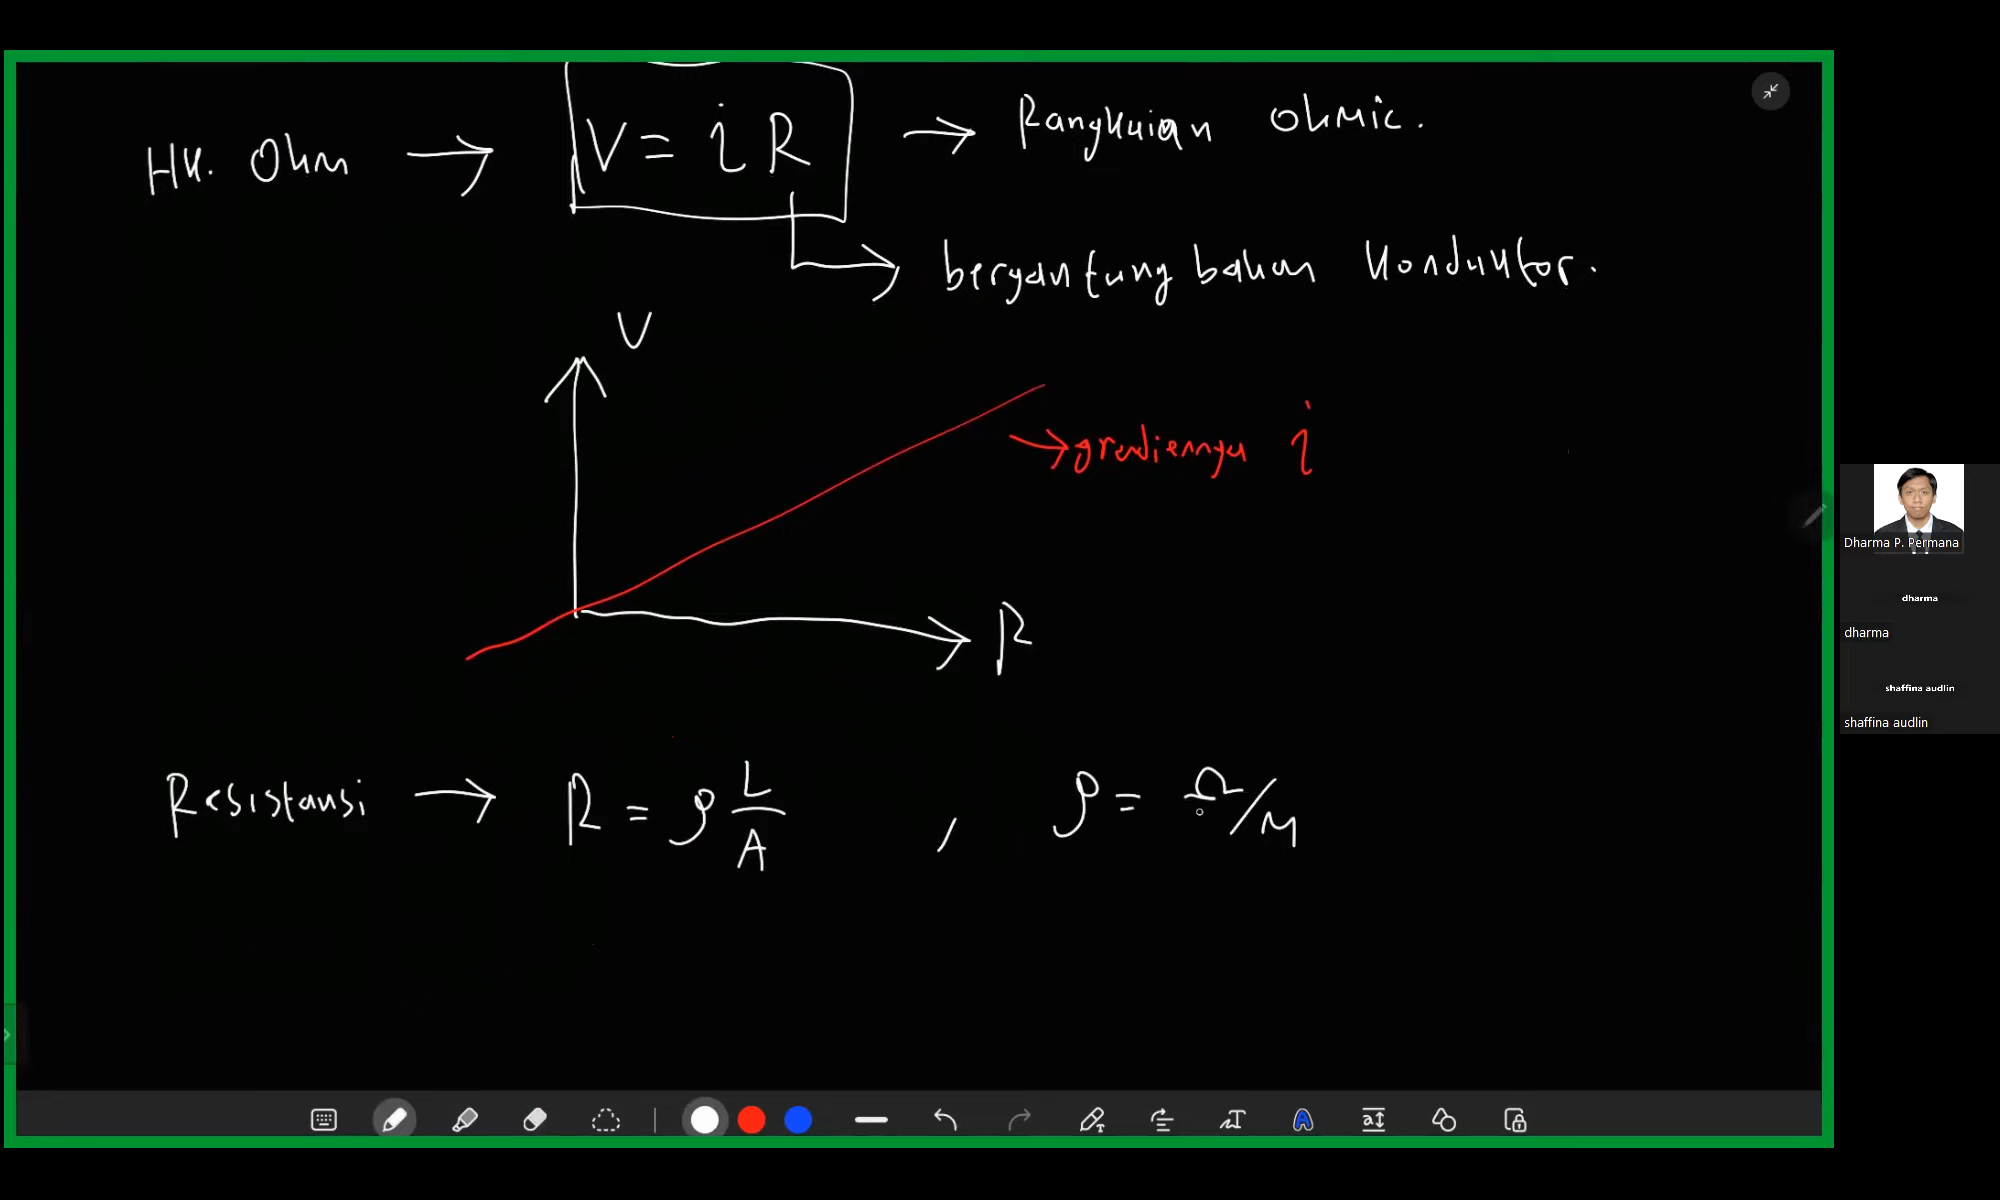 Hk. Ohm → V = i R → Rangkaian Ohmic.
bergantung bahan konduktor.
V
→ gradiennya i
R
Resistansi → R = ρ L/A , ρ = Ω/m
Dharma P. Permana
dharma
dharma
shaffina audlin
shaffina audlin